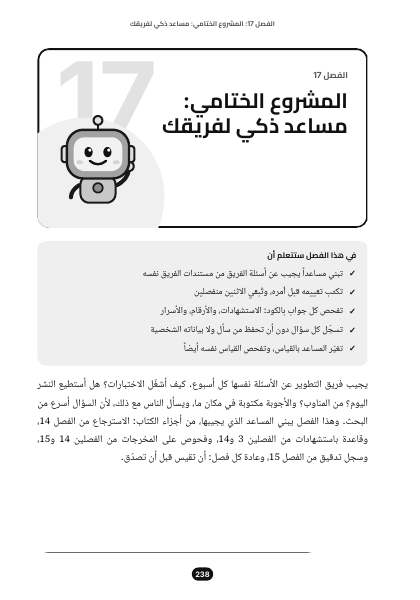 الفصل 17: المشروع الختامي: مساعد ذكي لفريقك
17
الفصل 17
المشروع الختامي:
مساعد ذكي لفريقك
في هذا الفصل ستتعلم أن
✓ تبني مساعداً يجيب عن أسئلة الفريق من مستندات الفريق نفسه
✓ تكتب تقييمه قبل أمره، وتُبقي الاثنين منفصلين
✓ تفحص كل جواب بالكود: الاستشهادات، والأرقام، والأسرار
✓ تسجّل كل سؤال دون أن تحفظ من سأل ولا بياناته الشخصية
✓ تغيّر المساعد بالقياس، وتفحص القياس نفسه أيضاً
يجيب فريق التطوير عن الأسئلة نفسها كل أسبوع. كيف أشغّل الاختبارات؟ هل أستطيع النشر
اليوم؟ من المناوب؟ والأجوبة مكتوبة في مكان ما، ويسأل الناس مع ذلك، لأن السؤال أسرع من
البحث. وهذا الفصل يبني المساعد الذي يجيبها، من أجزاء الكتاب: الاسترجاع من الفصل 14،
وقاعدة باستشهادات من الفصلين 3 و14، وفحوص على المخرجات من الفصلين 14 و15،
وسجل تدقيق من الفصل 15، وعادة كل فصل: أن تقيس قبل أن تصدّق.
238